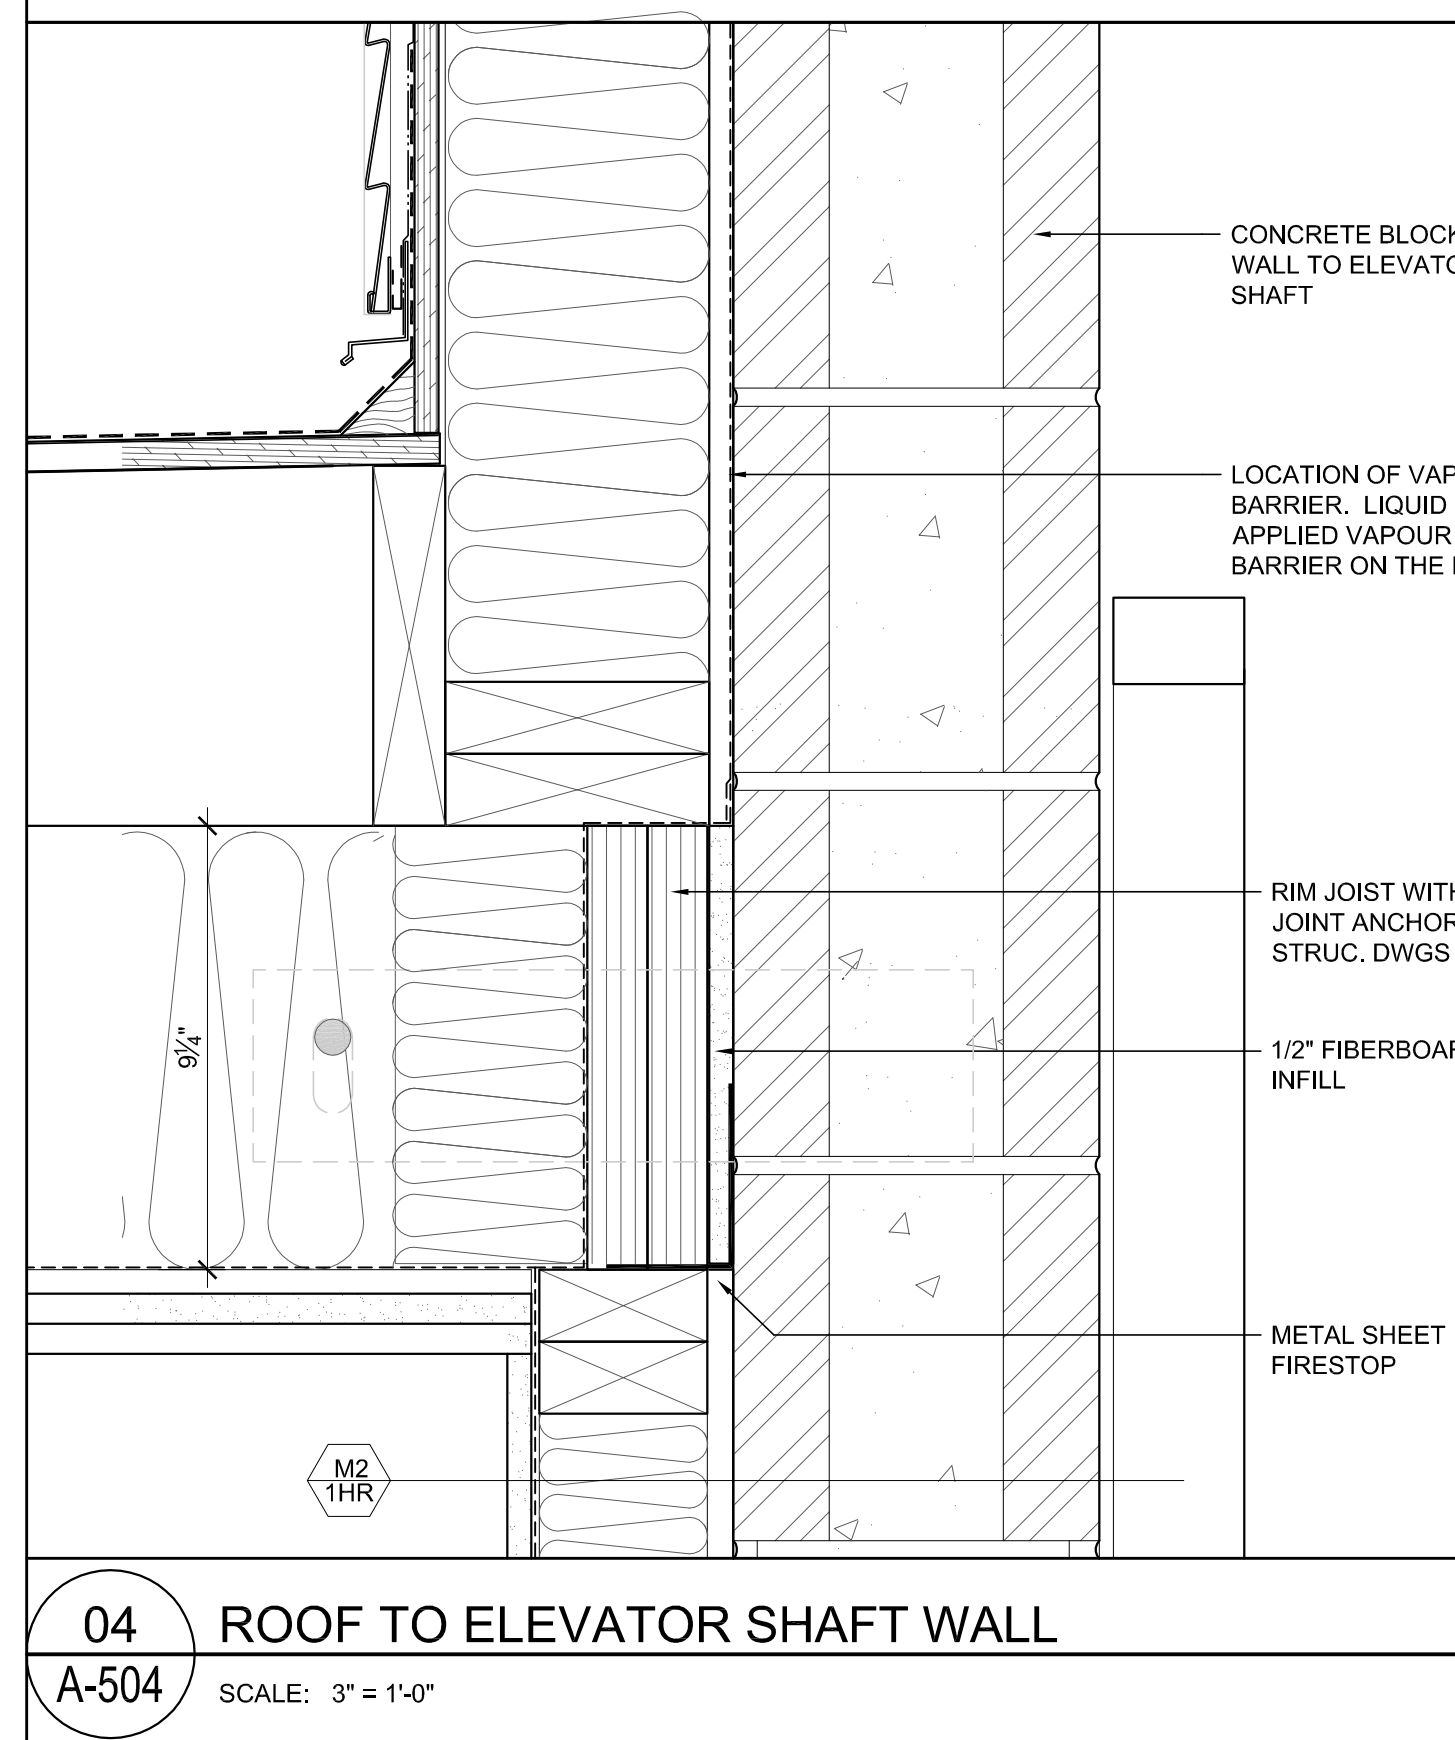 CONCRETE BLOCK
WALL TO ELEVATO
SHAFT
LOCATION OF VAP
BARRIER. LIQUID
APPLIED VAPOUR
BARRIER ON THE
RIM JOIST WITH
JOINT ANCHOR
STRUC. DWGS
9¼"
1/2" FIBERBOAR
INFILL
METAL SHEET
FIRESTOP
M2
1HR
04
A-504
ROOF TO ELEVATOR SHAFT WALL
SCALE: 3" = 1'-0"